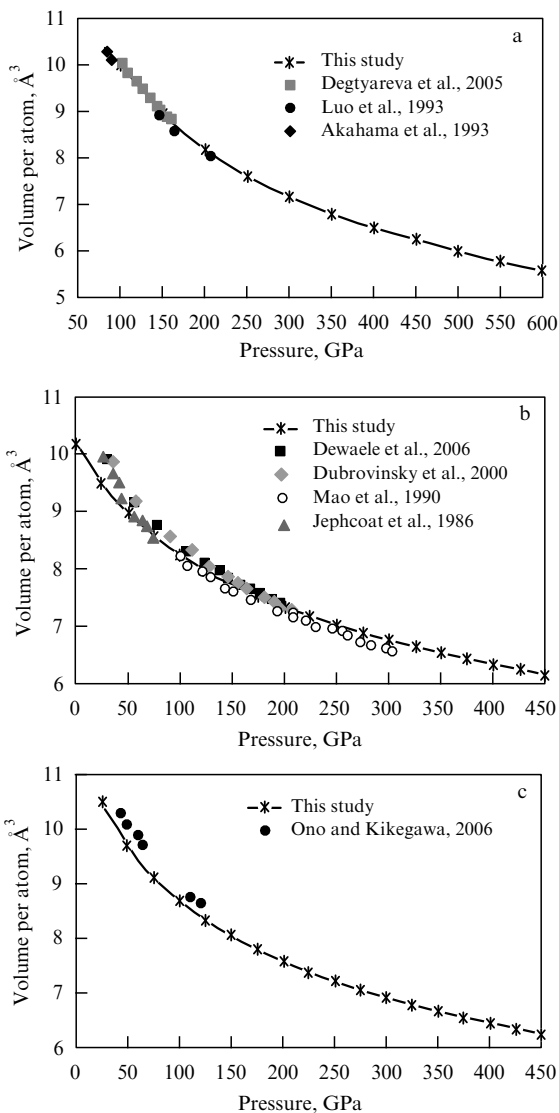 a
Volume per atom, Å³
11
10
9
8
7
6
5
This study
Degtyareva et al., 2005
Luo et al., 1993
Akahama et al., 1993
50 100 150 200 250 300 350 400 450 500 550 600
Pressure, GPa
b
Volume per atom, Å³
11
10
9
8
7
6
This study
Dewaele et al., 2006
Dubrovinsky et al., 2000
Mao et al., 1990
Jephcoat et al., 1986
0 50 100 150 200 250 300 350 400 450
Pressure, GPa
c
Volume per atom, Å³
11
10
9
8
7
6
This study
Ono and Kikegawa, 2006
0 50 100 150 200 250 300 350 400 450
Pressure, GPa